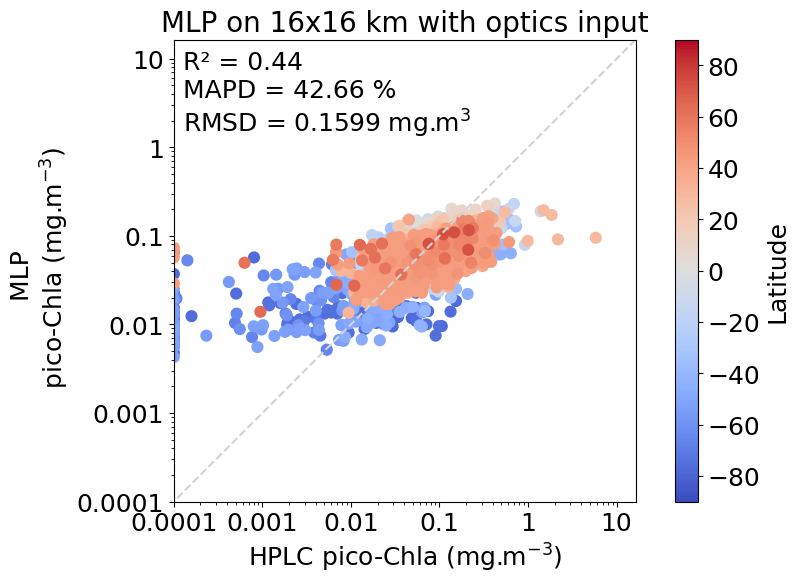 MLP on 16x16 km with optics input
R² = 0.44
MAPD = 42.66 %
RMSD = 0.1599 mg.m³
10
1
0.1
0.01
0.001
0.0001
MLP
pico-Chla (mg.m⁻³)
0.0001 0.001 0.01 0.1 1 10
HPLC pico-Chla (mg.m⁻³)
80
60
40
20
0
−20
−40
−60
−80
Latitude